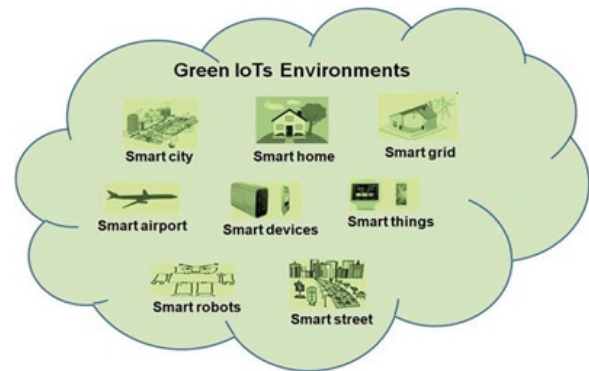 Green IoTs Environments
Smart city
Smart home
Smart grid
Smart airport
Smart devices
Smart things
Smart robots
Smart street